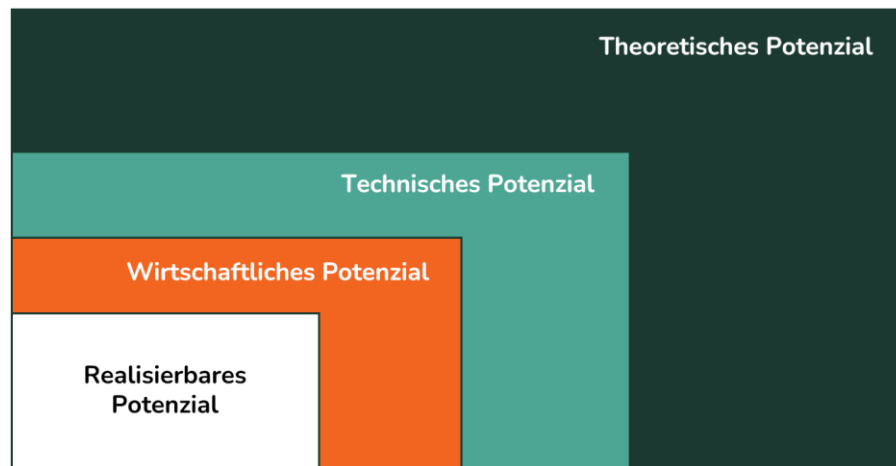 Theoretisches Potenzial
Technisches Potenzial
Wirtschaftliches Potenzial
Realisierbares
Potenzial